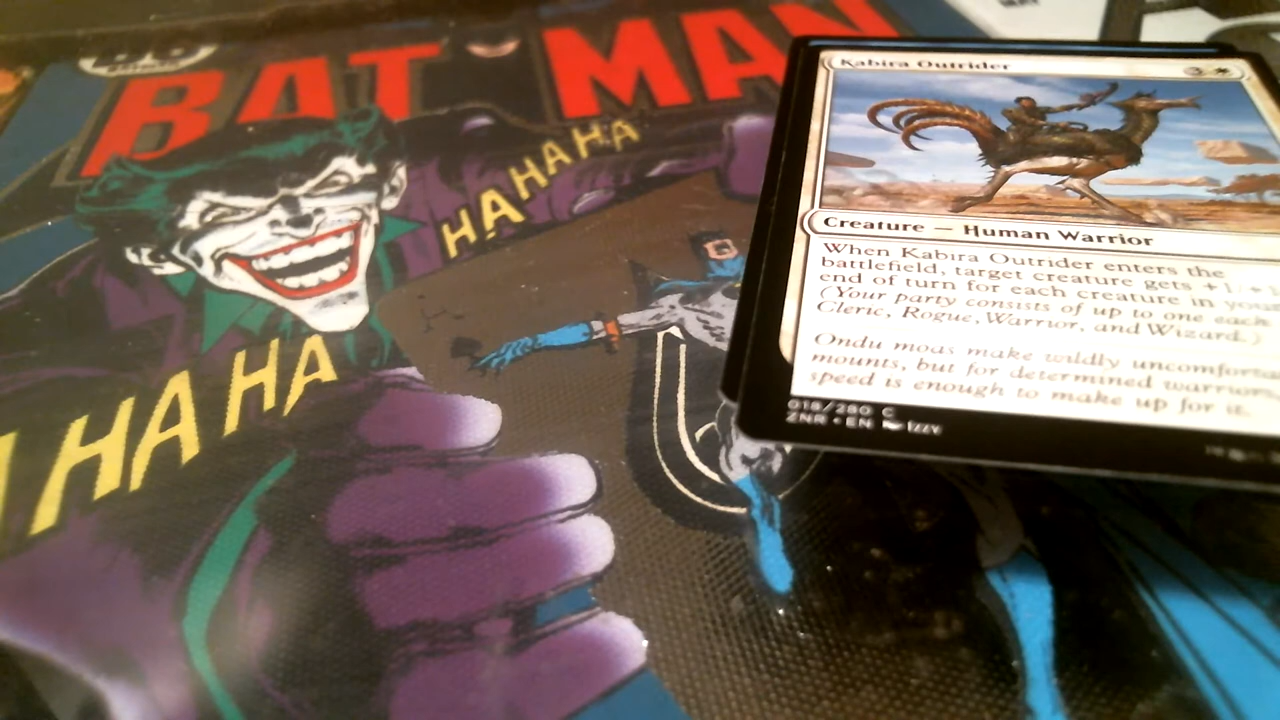 BATMAN
HAHAHAHA
HAHAHA
Kabira Outrider
3
Creature — Human Warrior
When Kabira Outrider enters the
battlefield, target creature gets +1/+1
end of turn for each creature in your
(Your party consists of up to one each
Cleric, Rogue, Warrior, and Wizard.)
Ondu moas make wildly uncomfortable
mounts, but for determined warriors,
speed is enough to make up for it.
018/280 C
ZNR • EN Izzy